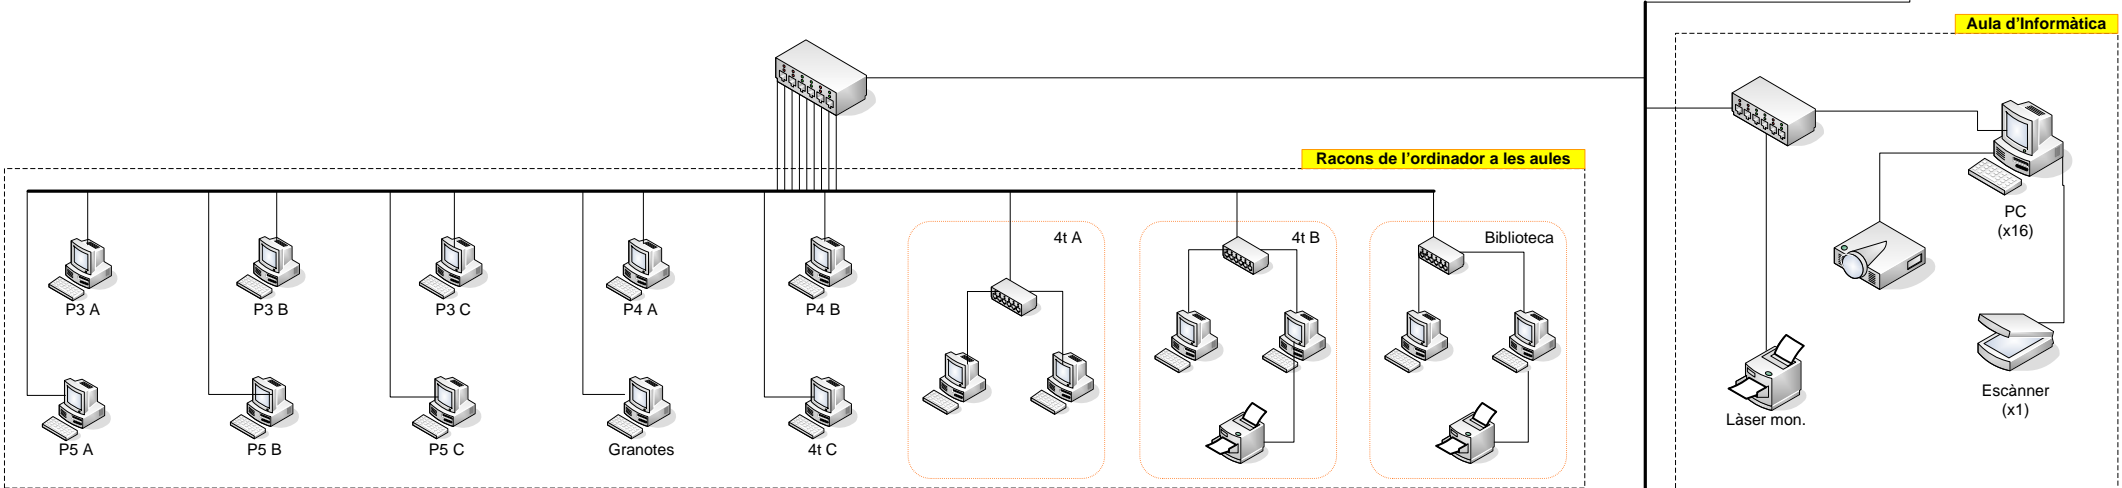 Aula d'Informàtica
Racons de l'ordinador a les aules
4t A
4t B
Biblioteca
PC
(x16)
P3 A
P3 B
P3 C
P4 A
P4 B
Escànner
(x1)
Làser mon.
P5 A
P5 B
P5 C
Granotes
4t C